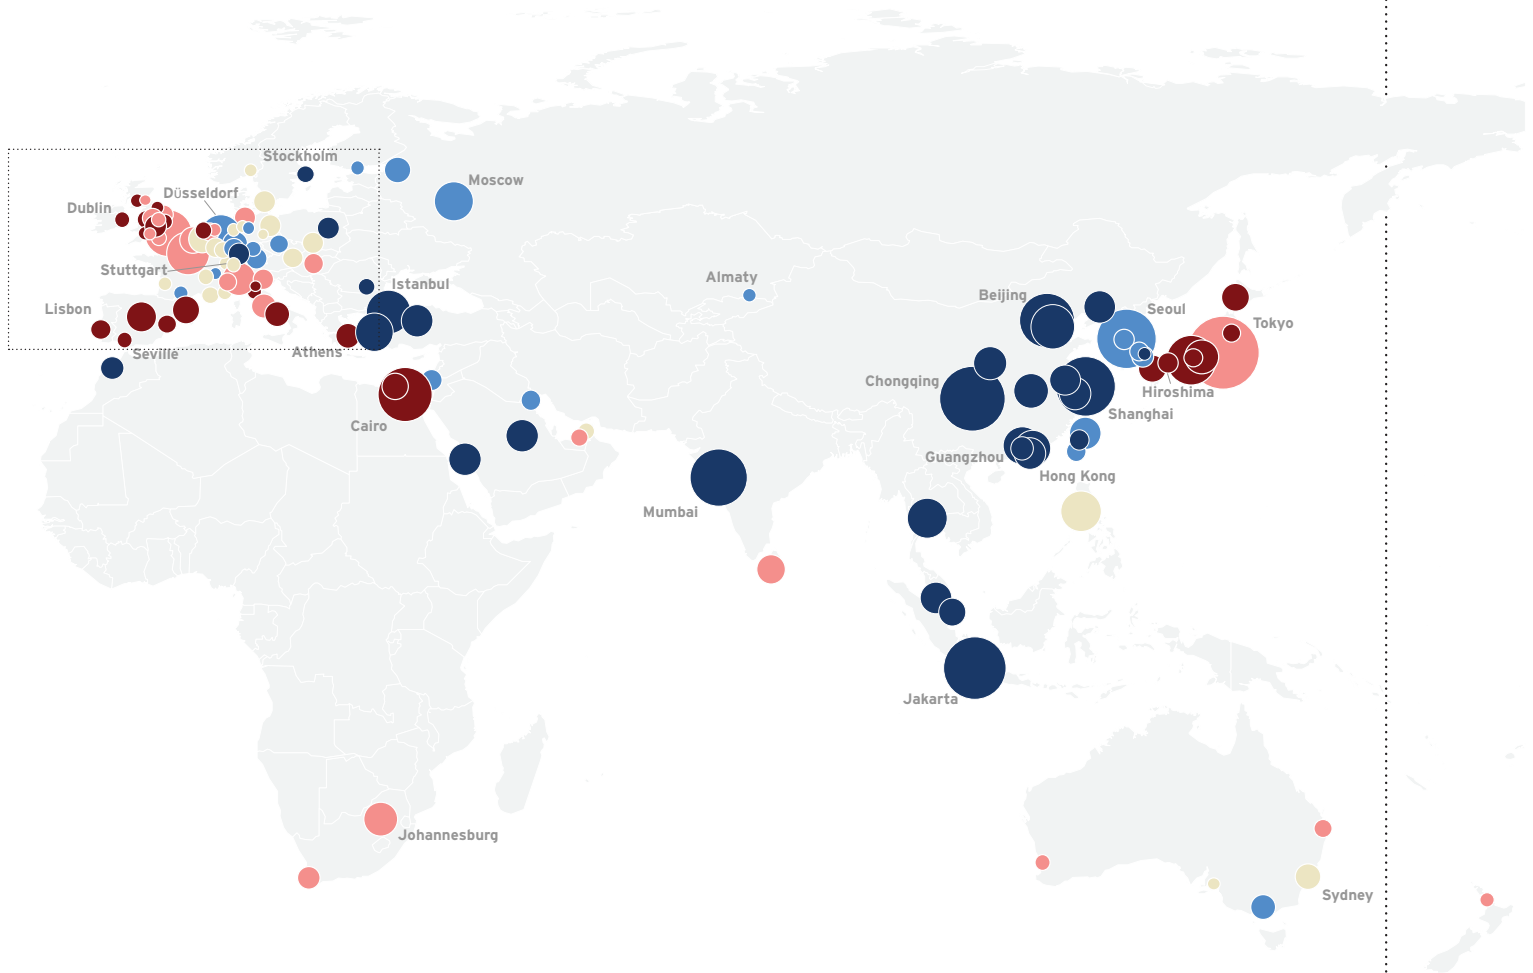 Stockholm
Moscow
Düsseldorf
Dublin
Stuttgart
Almaty
Istanbul
Beijing
Lisbon
Seoul
Tokyo
Seville
Athens
Chongqing
Hiroshima
Shanghai
Cairo
Guangzhou
Hong Kong
Mumbai
Jakarta
Johannesburg
Sydney